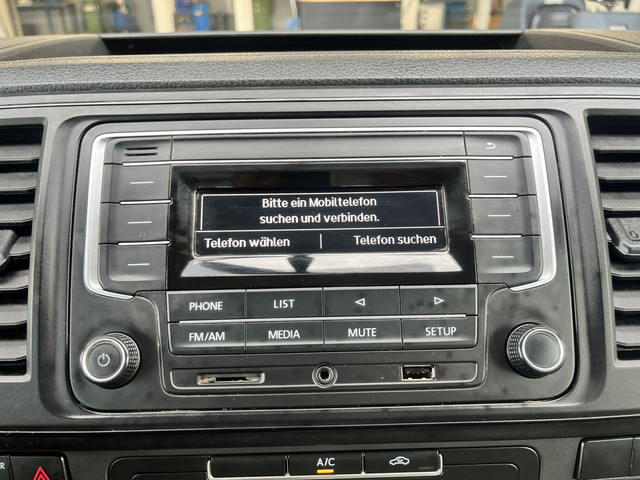 Bitte ein Mobiltelefon
suchen und verbinden.
Telefon wählen | Telefon suchen
PHONE LIST
FM/AM MEDIA MUTE SETUP
A/C